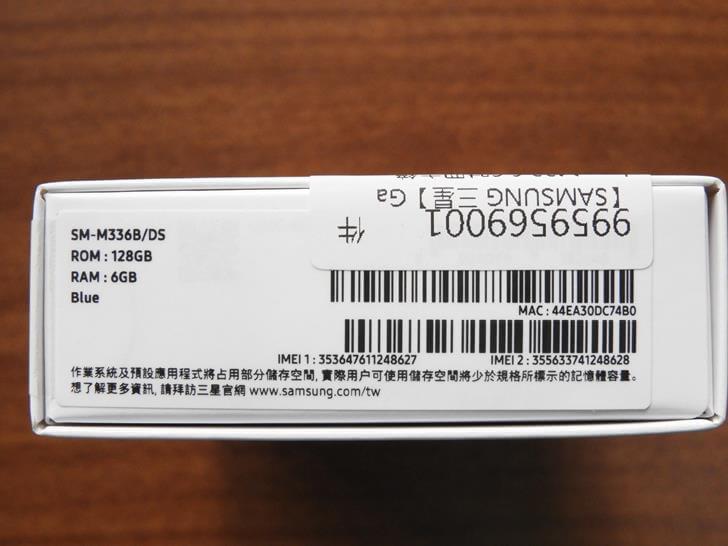 【SAMSUNG 三星】Ga
9959569001
件
SM-M336B/DS
ROM : 128GB
RAM : 6GB
Blue
MAC : 44EA30DC74B0
IMEI 1 : 353647611248627 IMEI 2 : 355633741248628
作業系統及預設應用程式將占用部分儲存空間, 實際用戶可使用儲存空間將少於規格所標示的記憶體容量。
想了解更多資訊, 請拜訪三星官網 www.samsung.com/tw